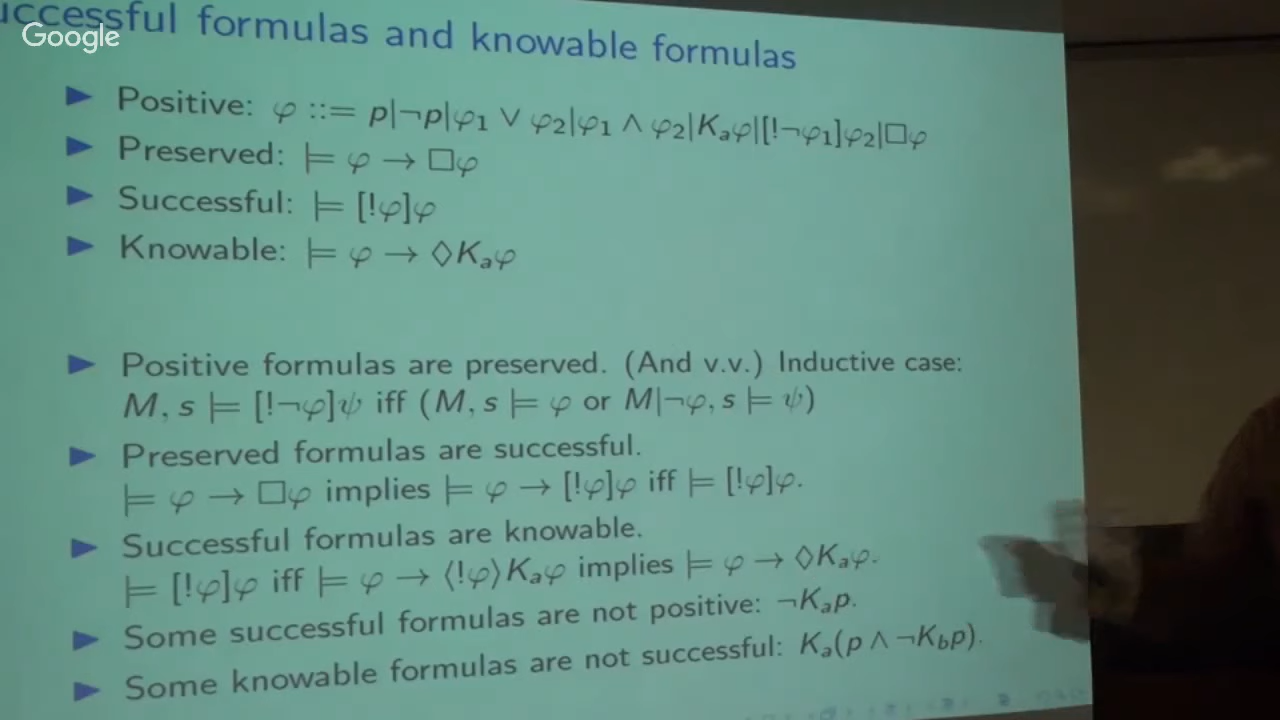 uccessful formulas and knowable formulas
Google
▶ Positive: φ ::= p|¬p|φ₁ ∨ φ₂|φ₁ ∧ φ₂|Kₐφ|[!¬φ₁]φ₂|□φ
▶ Preserved: ⊨ φ → □φ
▶ Successful: ⊨ [!φ]φ
▶ Knowable: ⊨ φ → ◊Kₐφ
▶ Positive formulas are preserved. (And v.v.) Inductive case:
M, s ⊨ [!¬φ]ψ iff (M, s ⊨ φ or M|¬φ, s ⊨ ψ)
▶ Preserved formulas are successful.
⊨ φ → □φ implies ⊨ φ → [!φ]φ iff ⊨ [!φ]φ.
▶ Successful formulas are knowable.
⊨ [!φ]φ iff ⊨ φ → ⟨!φ⟩Kₐφ implies ⊨ φ → ◊Kₐφ.
▶ Some successful formulas are not positive: ¬Kₐp.
▶ Some knowable formulas are not successful: Kₐ(p ∧ ¬K_bp).